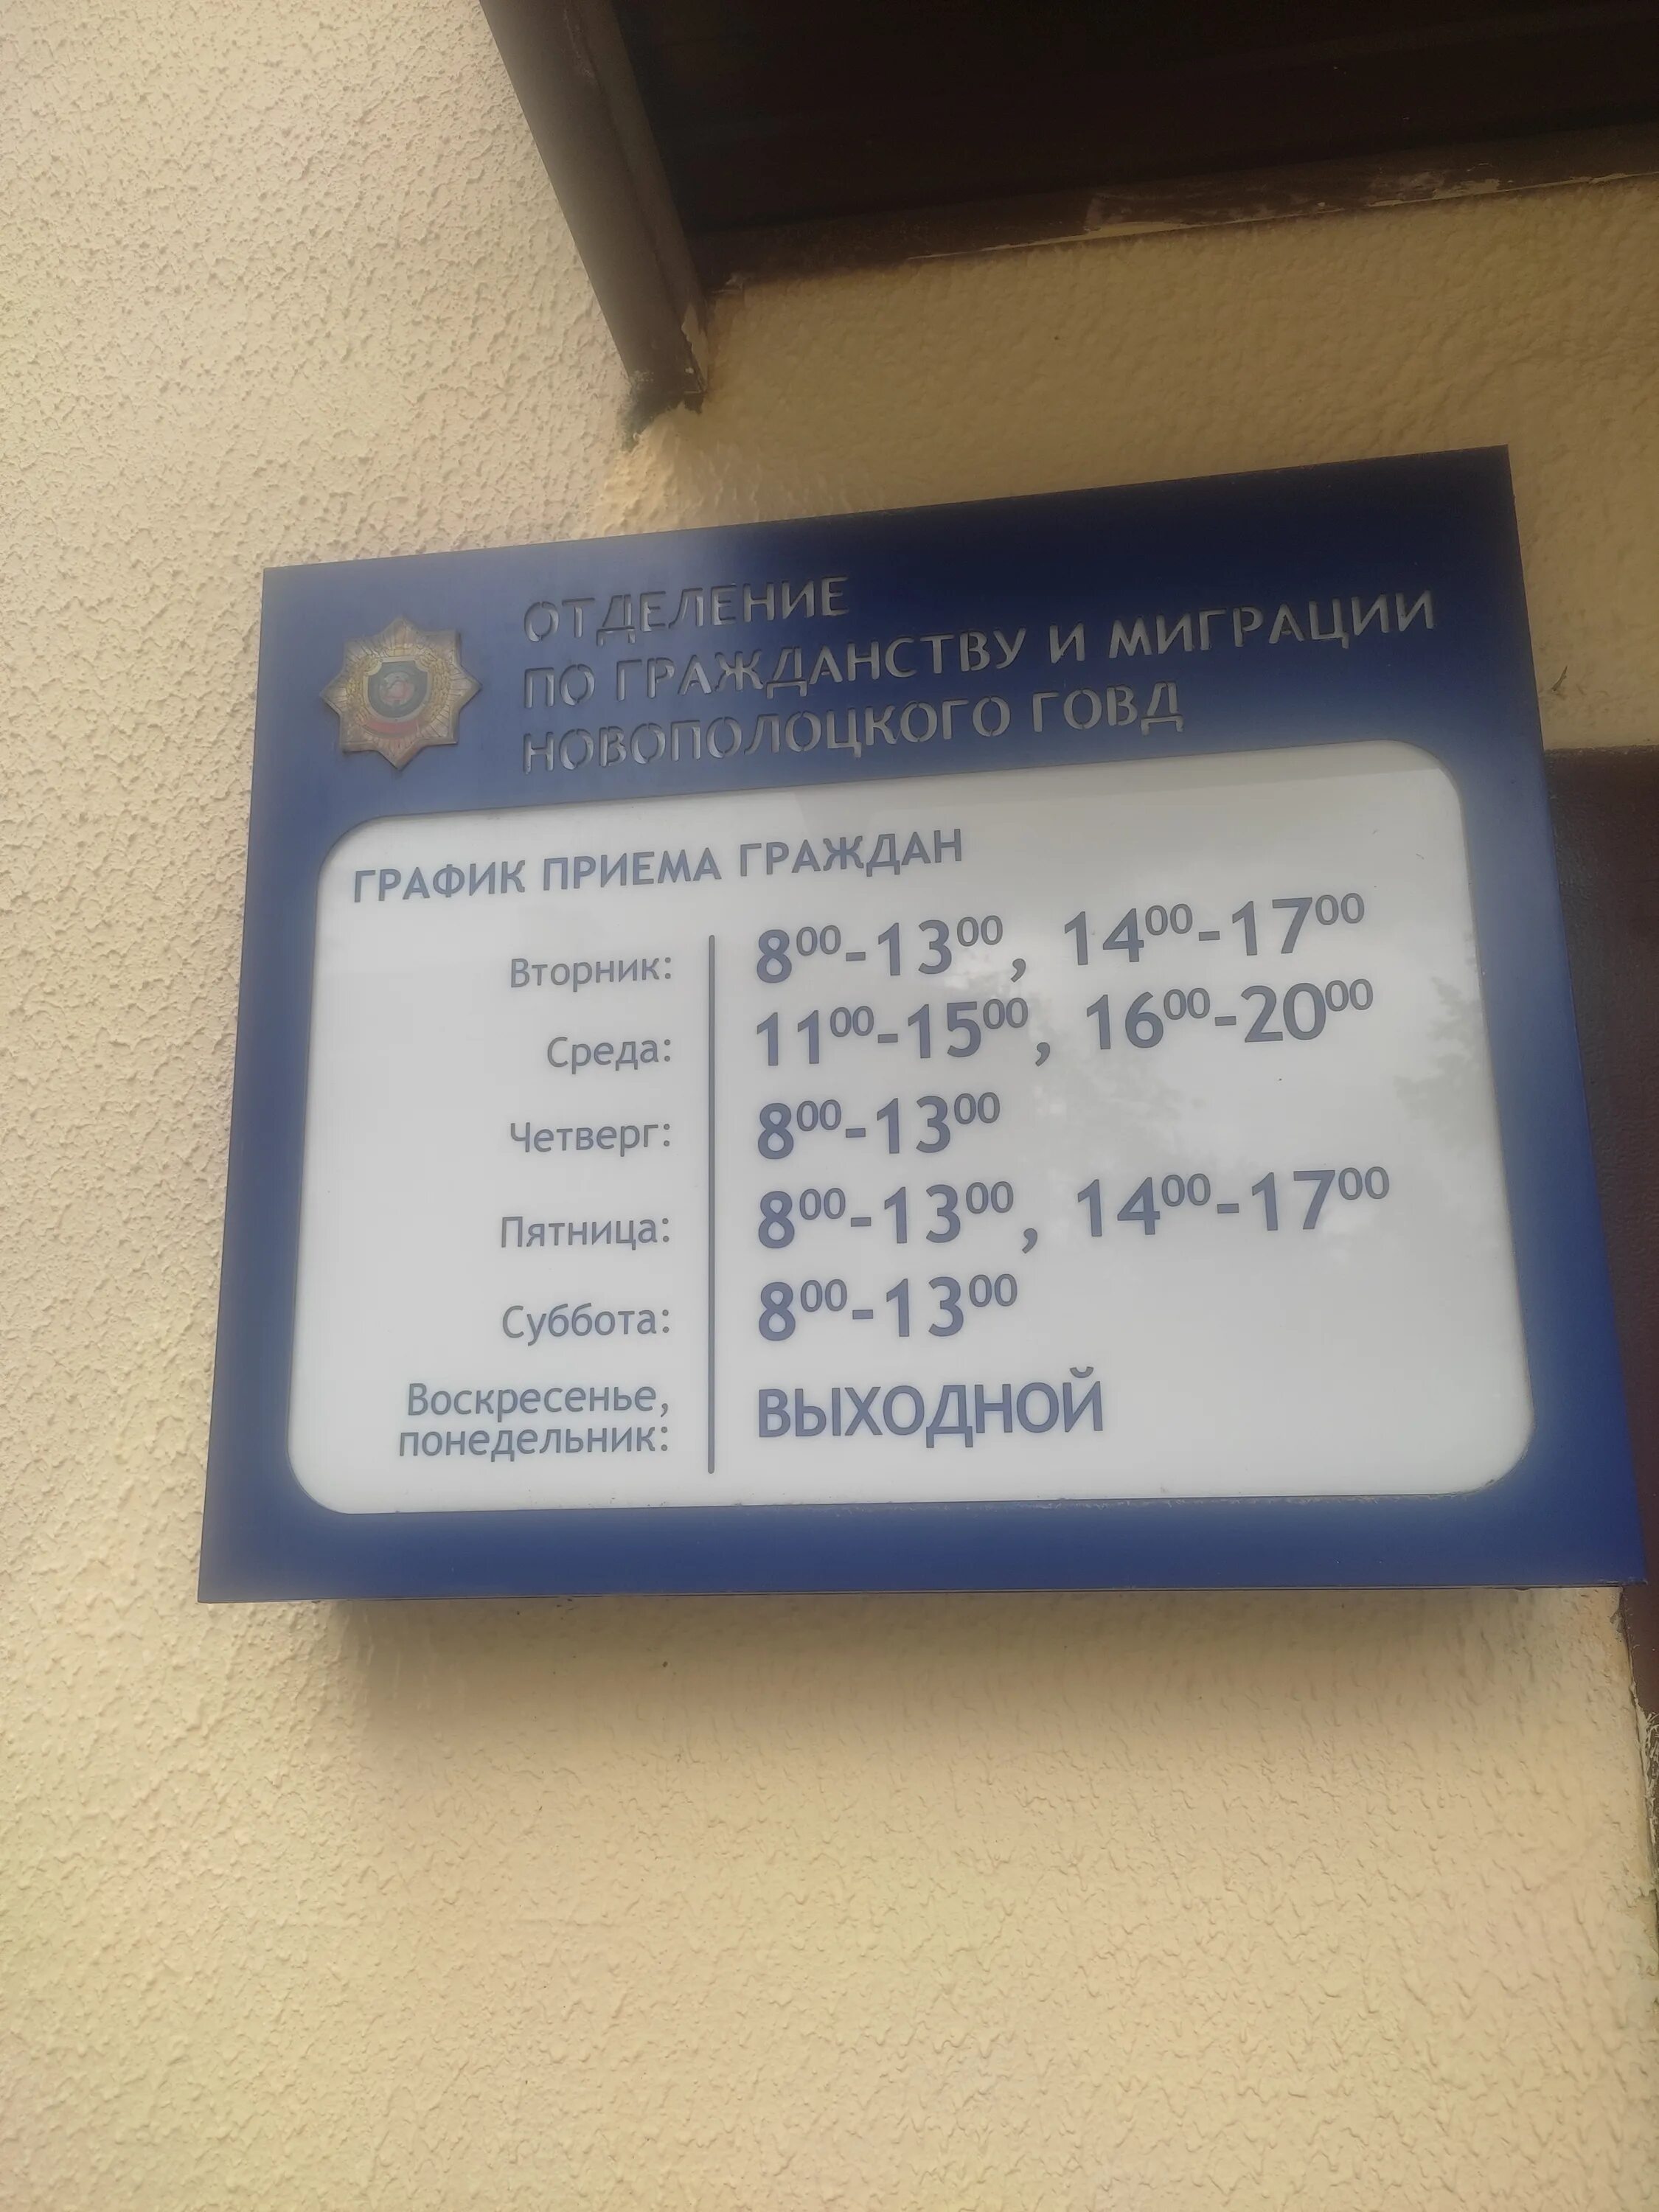 ОТДЕЛЕНИЕ
ПО ГРАЖДАНСТВУ И МИГРАЦИИ
НОВОПОЛОЦКОГО ГОВД
ГРАФИК ПРИЕМА ГРАЖДАН
Вторник: 8⁰⁰-13⁰⁰, 14⁰⁰-17⁰⁰
Среда: 11⁰⁰-15⁰⁰, 16⁰⁰-20⁰⁰
Четверг: 8⁰⁰-13⁰⁰
Пятница: 8⁰⁰-13⁰⁰, 14⁰⁰-17⁰⁰
Суббота: 8⁰⁰-13⁰⁰
Воскресенье,
понедельник: ВЫХОДНОЙ